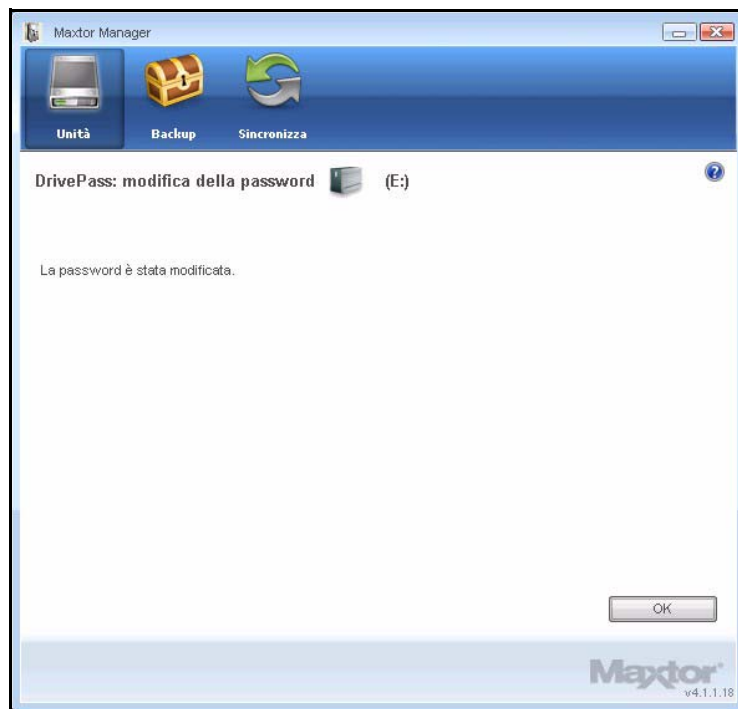 Maxtor Manager
Unità Backup Sincronizza
DrivePass: modifica della password (E:)
La password è stata modificata.
OK
Maxtor
v4.1.1.18